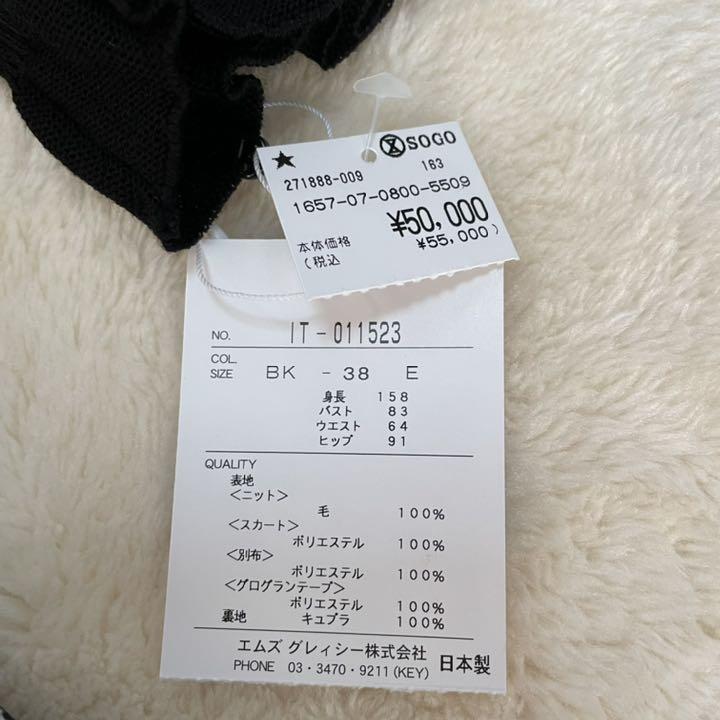 ★ SOGO
271888-009 163
1657-07-0800-5509
¥50,000
本体価格
(税込 ¥55,000)
NO. IT-011523
COL.
SIZE BK - 38 E
身長 158
バスト 83
ウエスト 64
ヒップ 91
QUALITY
表地
<ニット>
毛 100%
<スカート>
ポリエステル 100%
<別布>
ポリエステル 100%
<グログランテープ>
ポリエステル 100%
裏地 キュプラ 100%
エムズ グレィシー株式会社
PHONE 03・3470・9211(KEY) 日本製